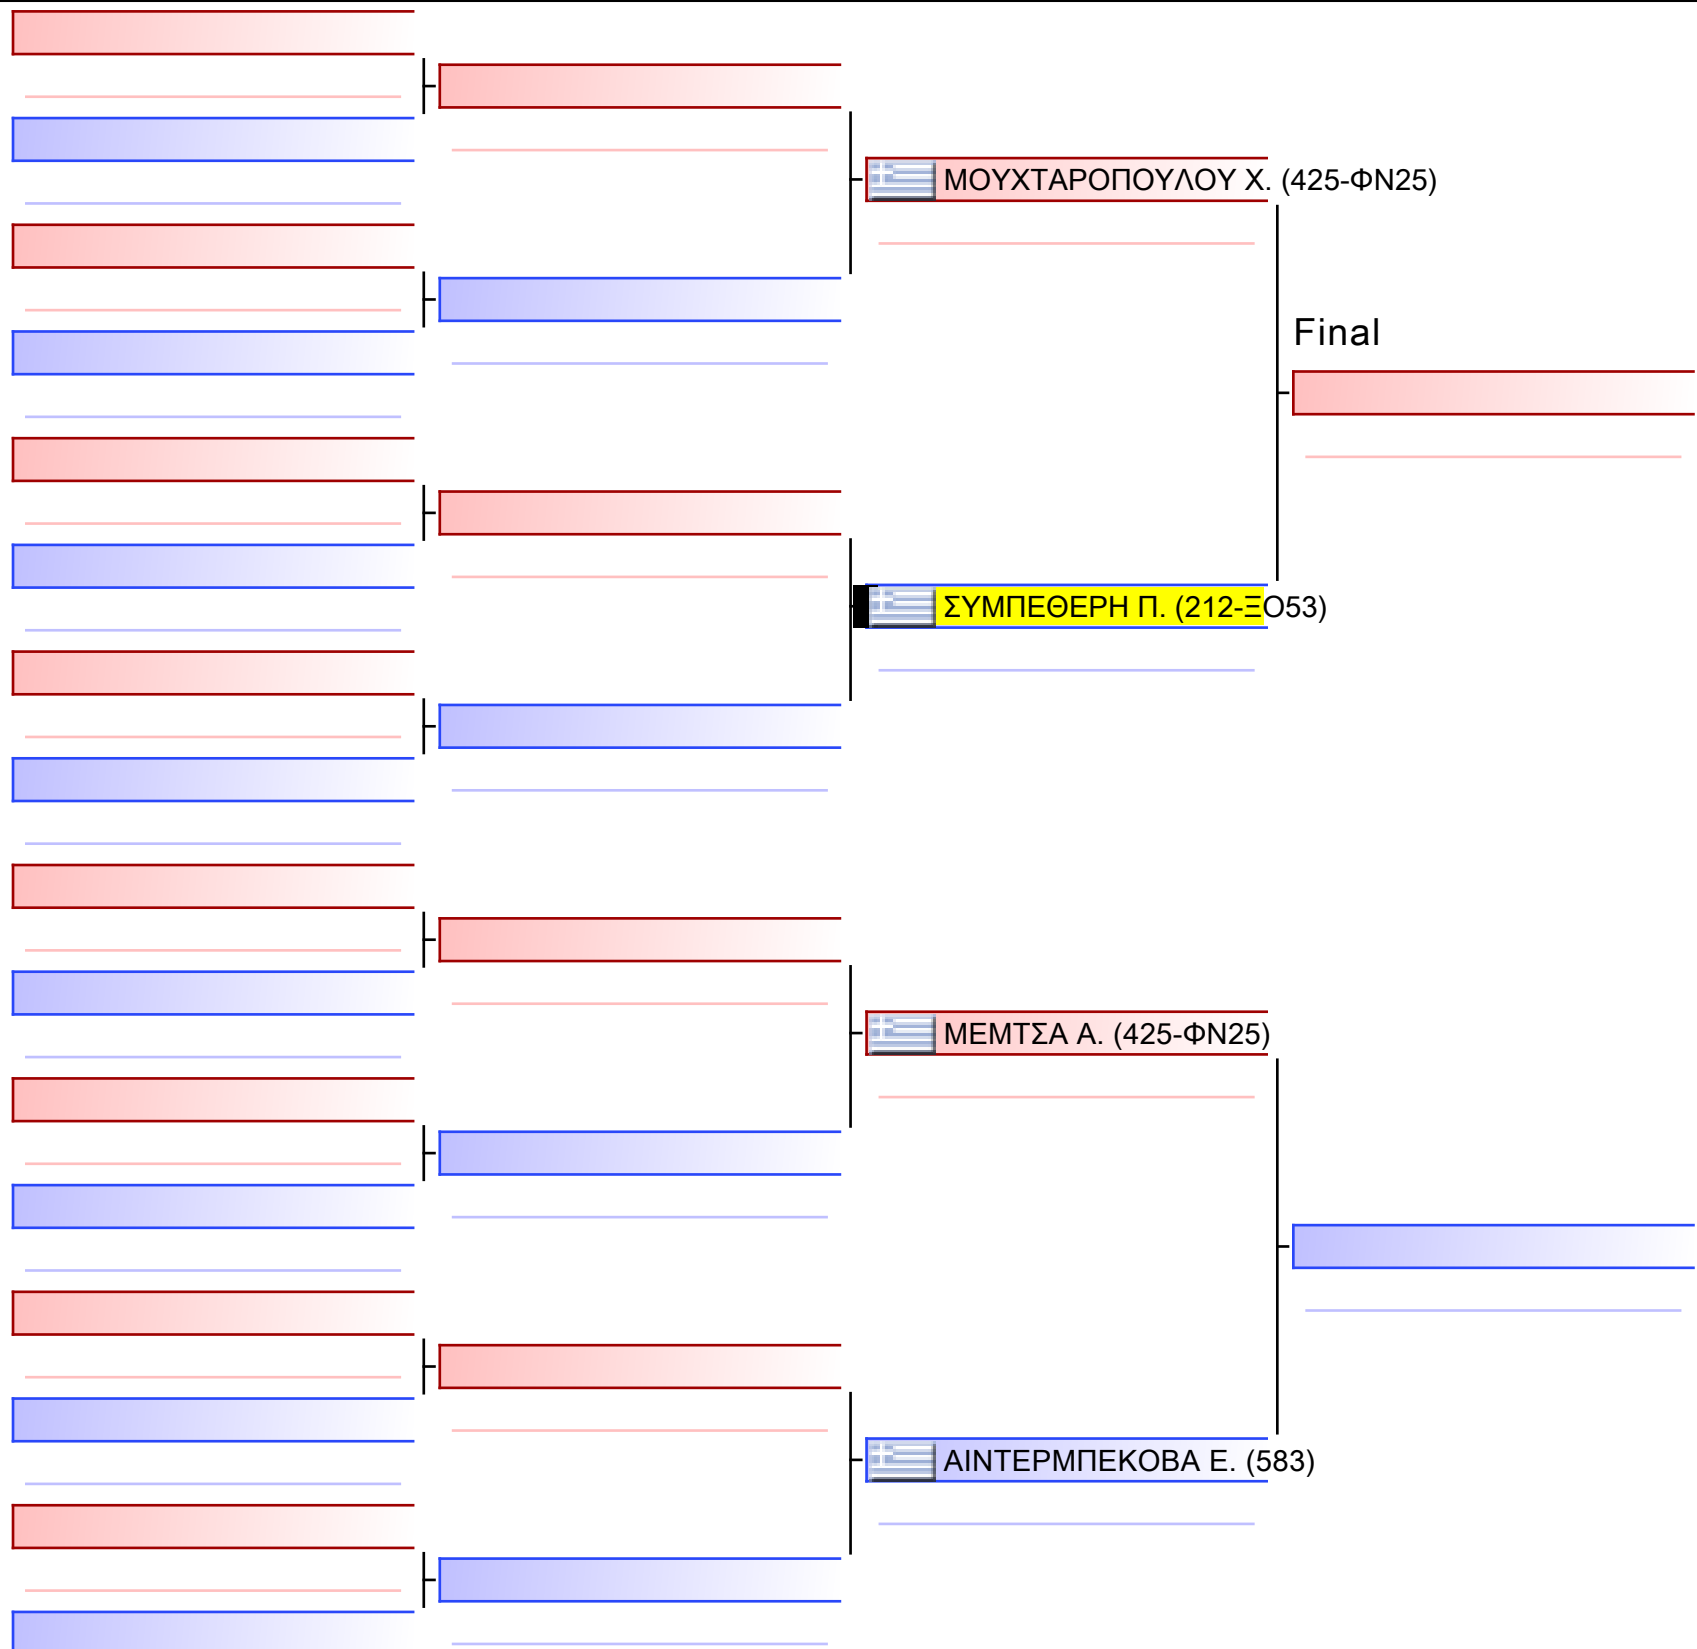 ΜΟΥΧΤΑΡΟΠΟΥΛΟΥ Χ. (425-ΦΝ25)
Final
ΣΥΜΠΕΘΕΡΗ Π. (212-ΞΟ53)
ΜΕΜΤΣΑ Α. (425-ΦΝ25)
ΑΙΝΤΕΡΜΠΕΚΟΒΑ Ε. (583)